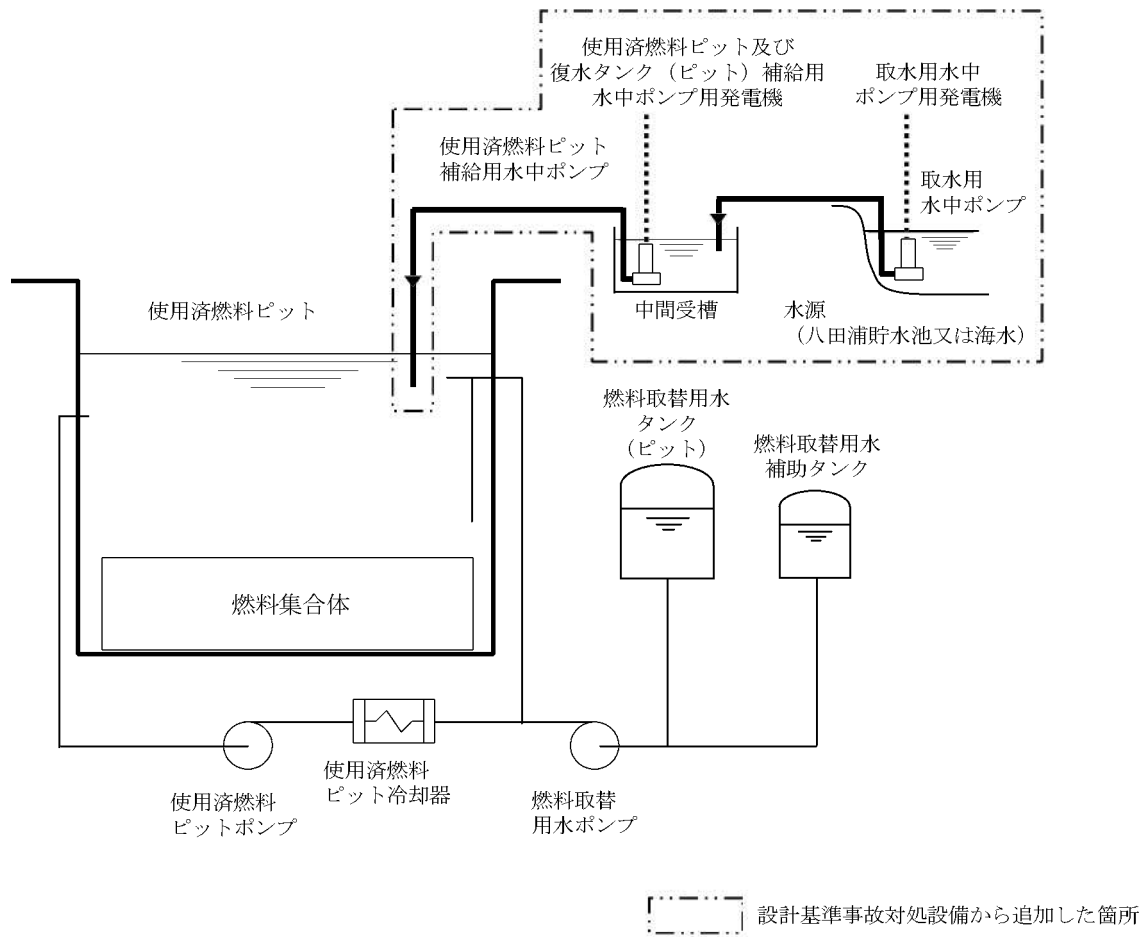 使用済燃料ピット及び
復水タンク（ピット）補給用
水中ポンプ用発電機
取水用水中
ポンプ用発電機
使用済燃料ピット
補給用水中ポンプ
取水用
水中ポンプ
使用済燃料ピット
中間受槽
水源
（八田浦貯水池又は海水）
燃料取替用水
タンク
（ピット）
燃料取替用水
補助タンク
燃料集合体
使用済燃料
ピット冷却器
使用済燃料
ピットポンプ
燃料取替
用水ポンプ
設計基準事故対処設備から追加した箇所